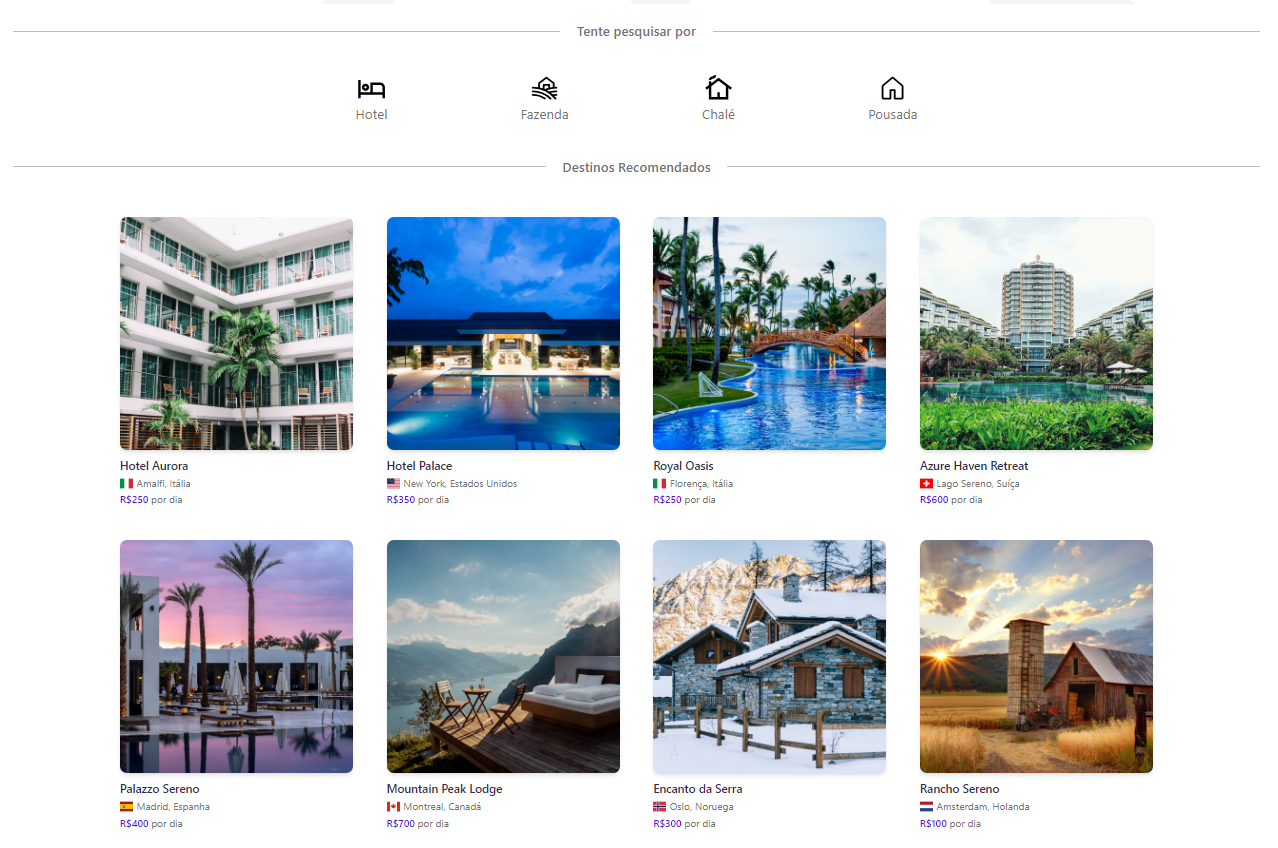 Tente pesquisar por
Hotel
Fazenda
Chalé
Pousada
Destinos Recomendados
Hotel Aurora
Amalfi, Itália
R$250 por dia
Hotel Palace
New York, Estados Unidos
R$350 por dia
Royal Oasis
Florença, Itália
R$250 por dia
Azure Haven Retreat
Lago Sereno, Suíça
R$600 por dia
Palazzo Sereno
Madrid, Espanha
R$400 por dia
Mountain Peak Lodge
Montreal, Canadá
R$700 por dia
Encanto da Serra
Oslo, Noruega
R$300 por dia
Rancho Sereno
Amsterdam, Holanda
R$100 por dia